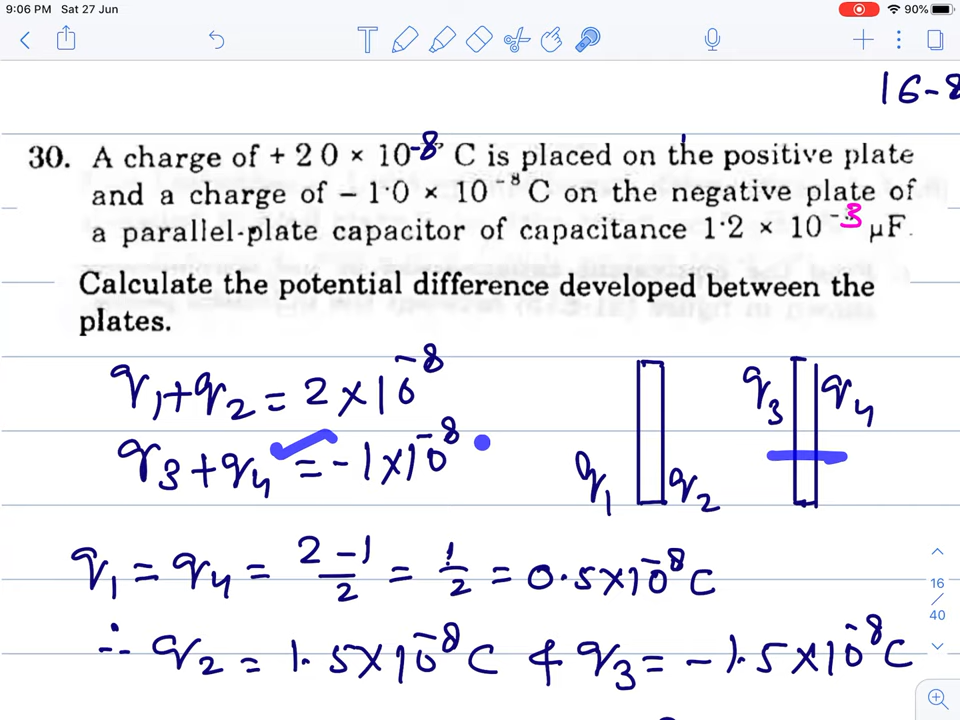 9:06 PM Sat 27 Jun
90%
T
16-8
30. A charge of + 2 0 × 10-8 C is placed on the positive plate
and a charge of − 1·0 × 10⁻⁸ C on the negative plate of
a parallel-plate capacitor of capacitance 1·2 × 10⁻³ μF.
Calculate the potential difference developed between the
plates.
q₁+q₂ = 2×10⁻⁸
q₃+q₄ = -1×10⁻⁸
q₁ q₂ q₃ q₄
q₁ = q₄ = 2-1/2 = 1/2 = 0.5×10⁻⁸C
∴ q₂ = 1.5×10⁻⁸C & q₃ = -1.5×10⁻⁸C
16
/
40